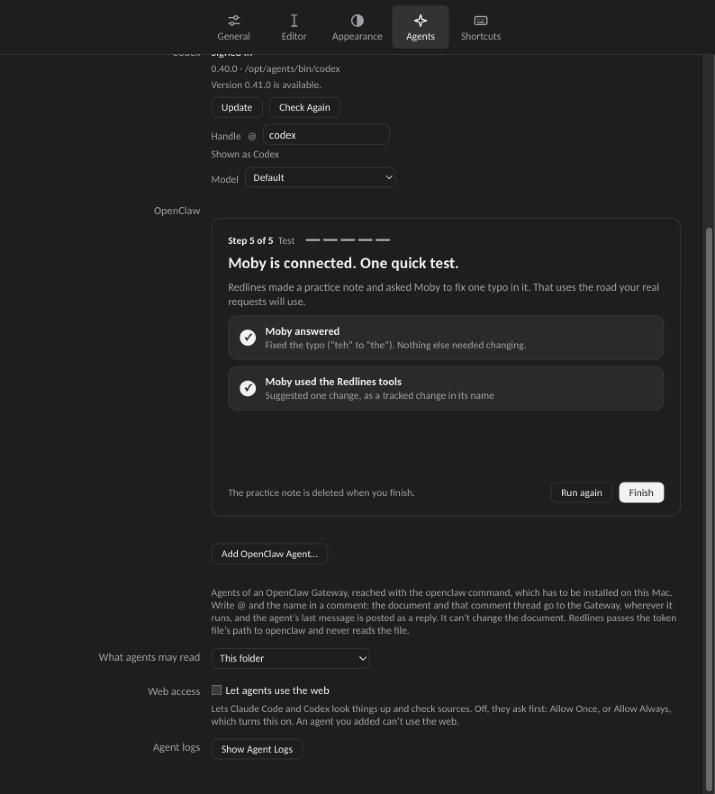 General
Editor
Appearance
Agents
Shortcuts
Codex
Signed in
0.40.0 · /opt/agents/bin/codex
Version 0.41.0 is available.
Update
Check Again
Handle @ codex
Shown as Codex
Model Default
OpenClaw
Step 5 of 5 Test
Moby is connected. One quick test.
Redlines made a practice note and asked Moby to fix one typo in it. That uses the road your real
requests will use.
Moby answered
Fixed the typo (“teh” to “the”). Nothing else needed changing.
Moby used the Redlines tools
Suggested one change, as a tracked change in its name
The practice note is deleted when you finish.
Run again
Finish
Add OpenClaw Agent...
Agents of an OpenClaw Gateway, reached with the openclaw command, which has to be installed on this Mac.
Write @ and the name in a comment: the document and that comment thread go to the Gateway, wherever it
runs, and the agent’s last message is posted as a reply. It can’t change the document. Redlines passes the token
file’s path to openclaw and never reads the file.
What agents may read
This folder
Web access
Let agents use the web
Lets Claude Code and Codex look things up and check sources. Off, they ask first: Allow Once, or Allow Always,
which turns this on. An agent you added can’t use the web.
Agent logs
Show Agent Logs